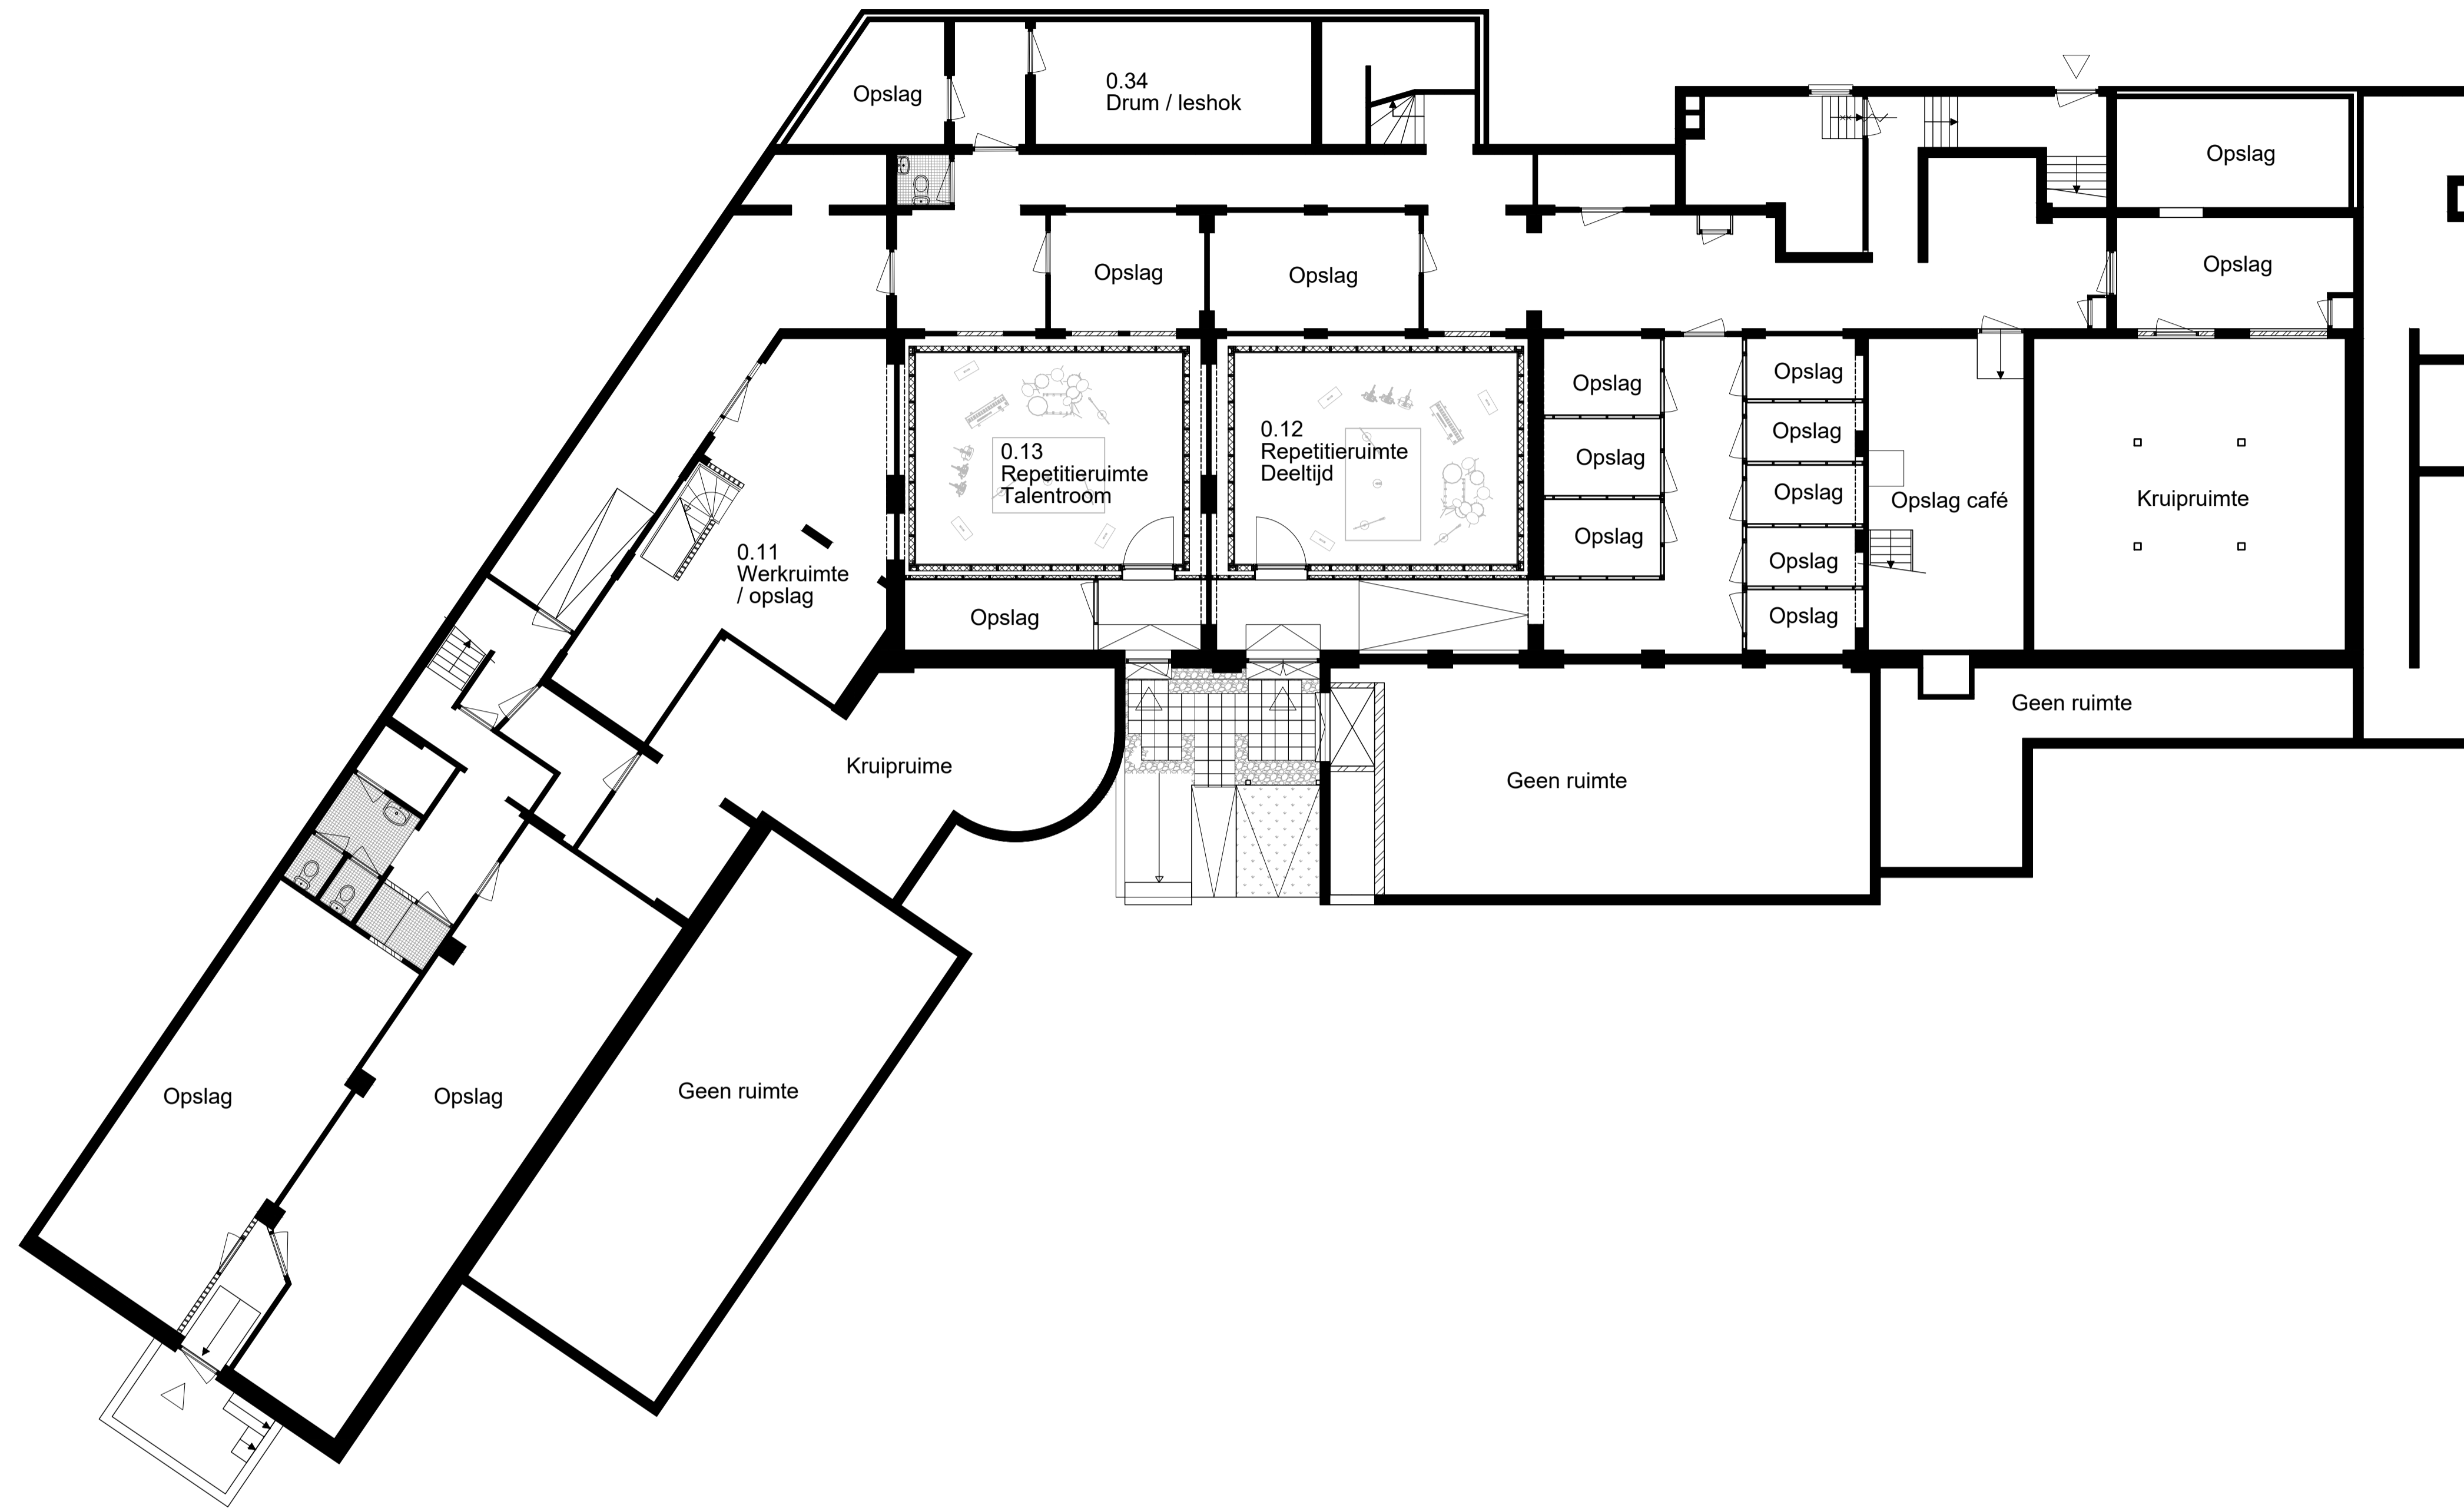 Opslag
0.34
Drum / leshok
Opslag
Opslag
Opslag
Opslag
Opslag
0.13
Repetitieruimte
Talentroom
0.12
Repetitieruimte
Deeltijd
Opslag
Opslag
Opslag
Opslag
Opslag
Opslag
Opslag
Opslag
Opslag café
Kruipruimte
0.11
Werkruimte
/ opslag
Opslag
Geen ruimte
Kruipruime
Geen ruimte
Opslag
Opslag
Geen ruimte